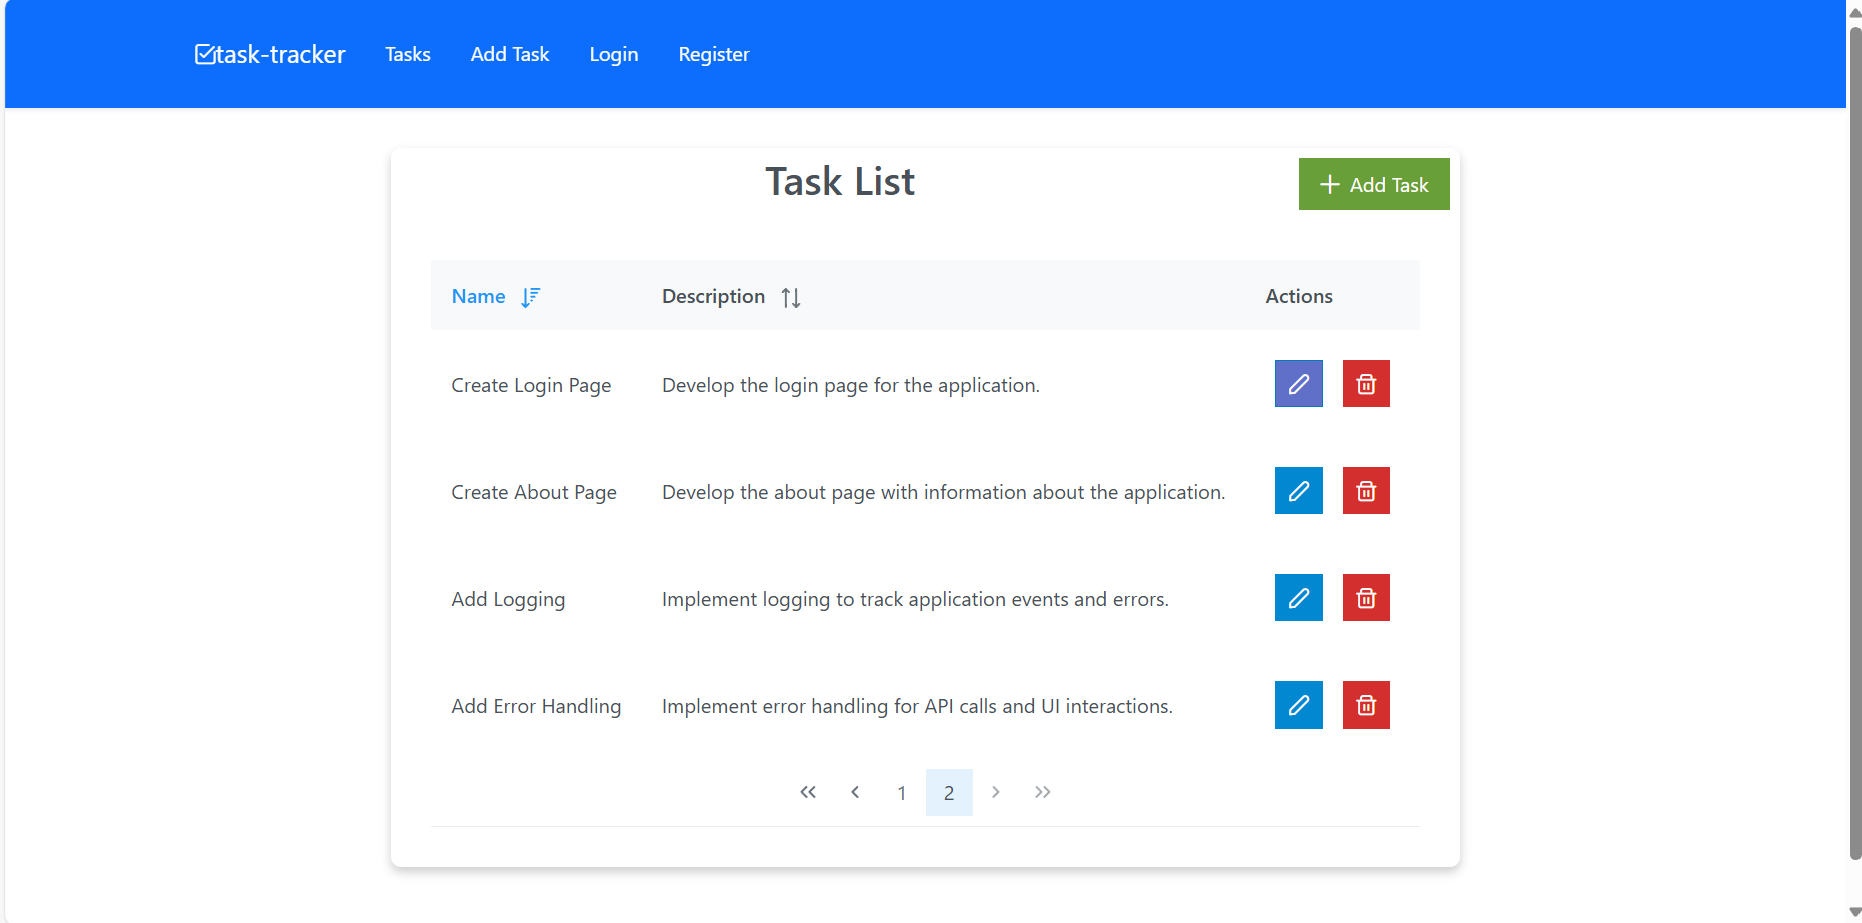 task-tracker Tasks Add Task Login Register
Task List
Add Task
Name Description Actions
Create Login Page Develop the login page for the application.
Create About Page Develop the about page with information about the application.
Add Logging Implement logging to track application events and errors.
Add Error Handling Implement error handling for API calls and UI interactions.
1 2